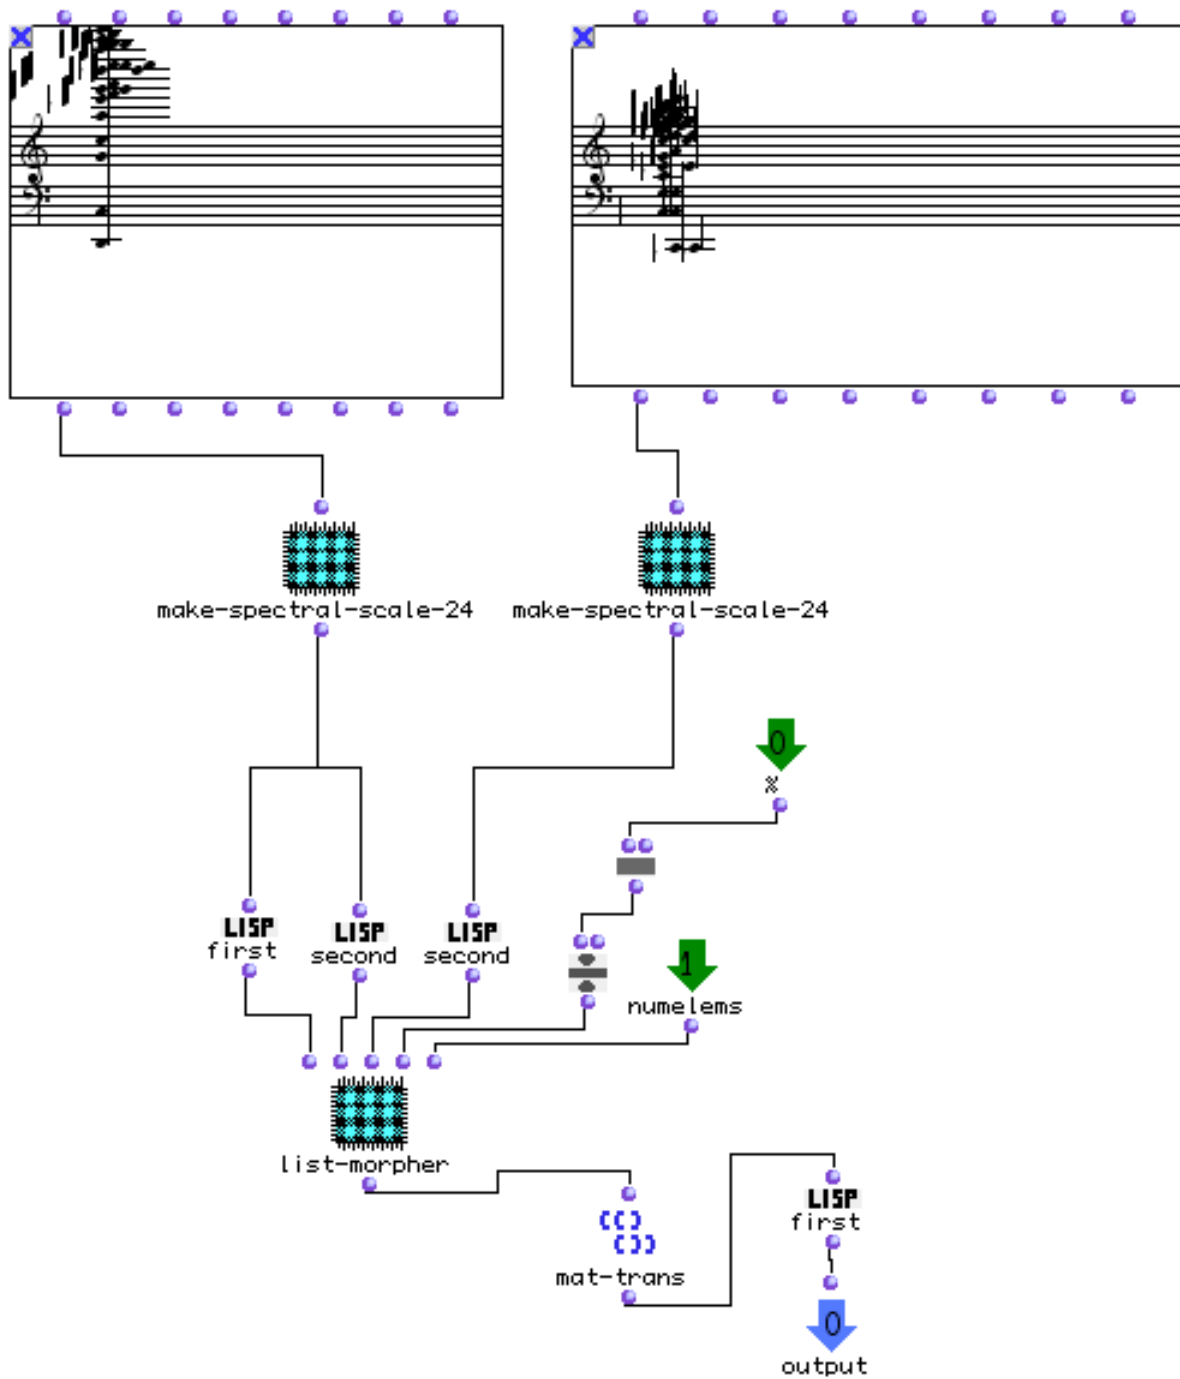 make-spectral-scale-24
make-spectral-scale-24
0
%
LISP
first
LISP
second
LISP
second
1
numelems
list-morpher
(()
())
mat-trans
LISP
first
0
output